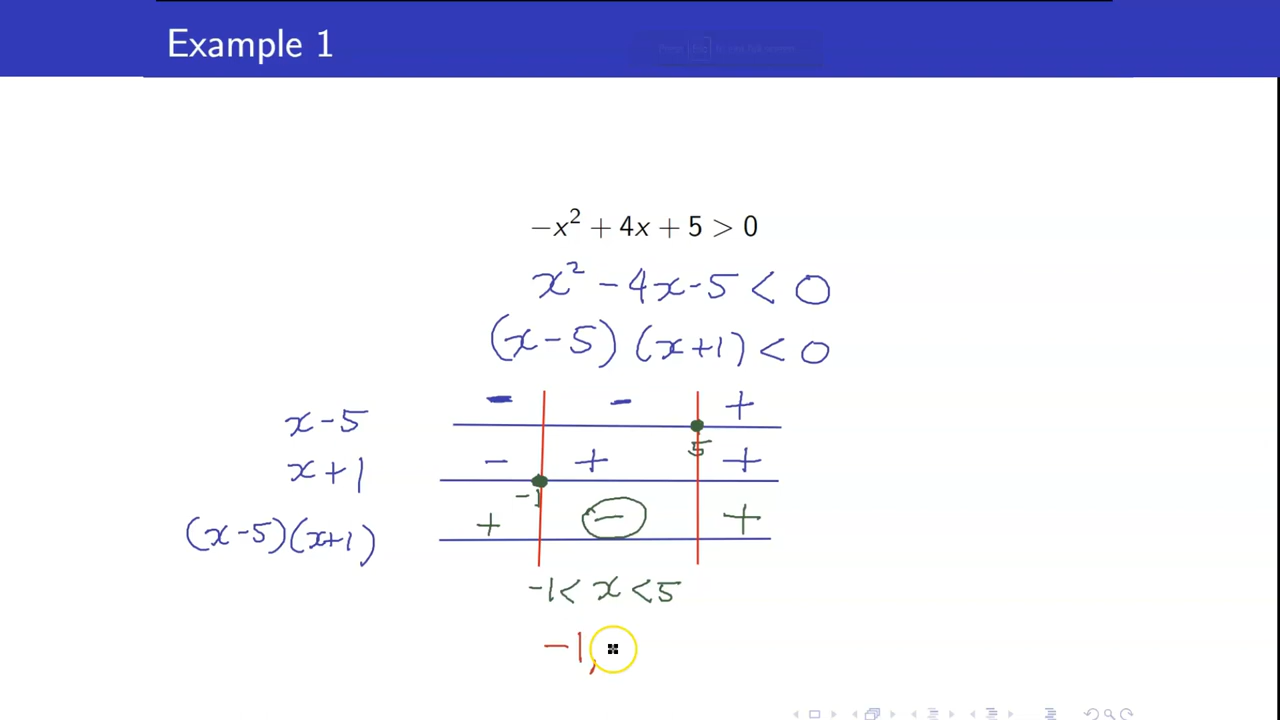 Example 1
−x² + 4x + 5 > 0
x² − 4x − 5 < 0
(x − 5) (x + 1) < 0
x − 5 − − +
5
x + 1 − + +
−1
(x − 5)(x + 1) + − +
−1 < x < 5
−1,